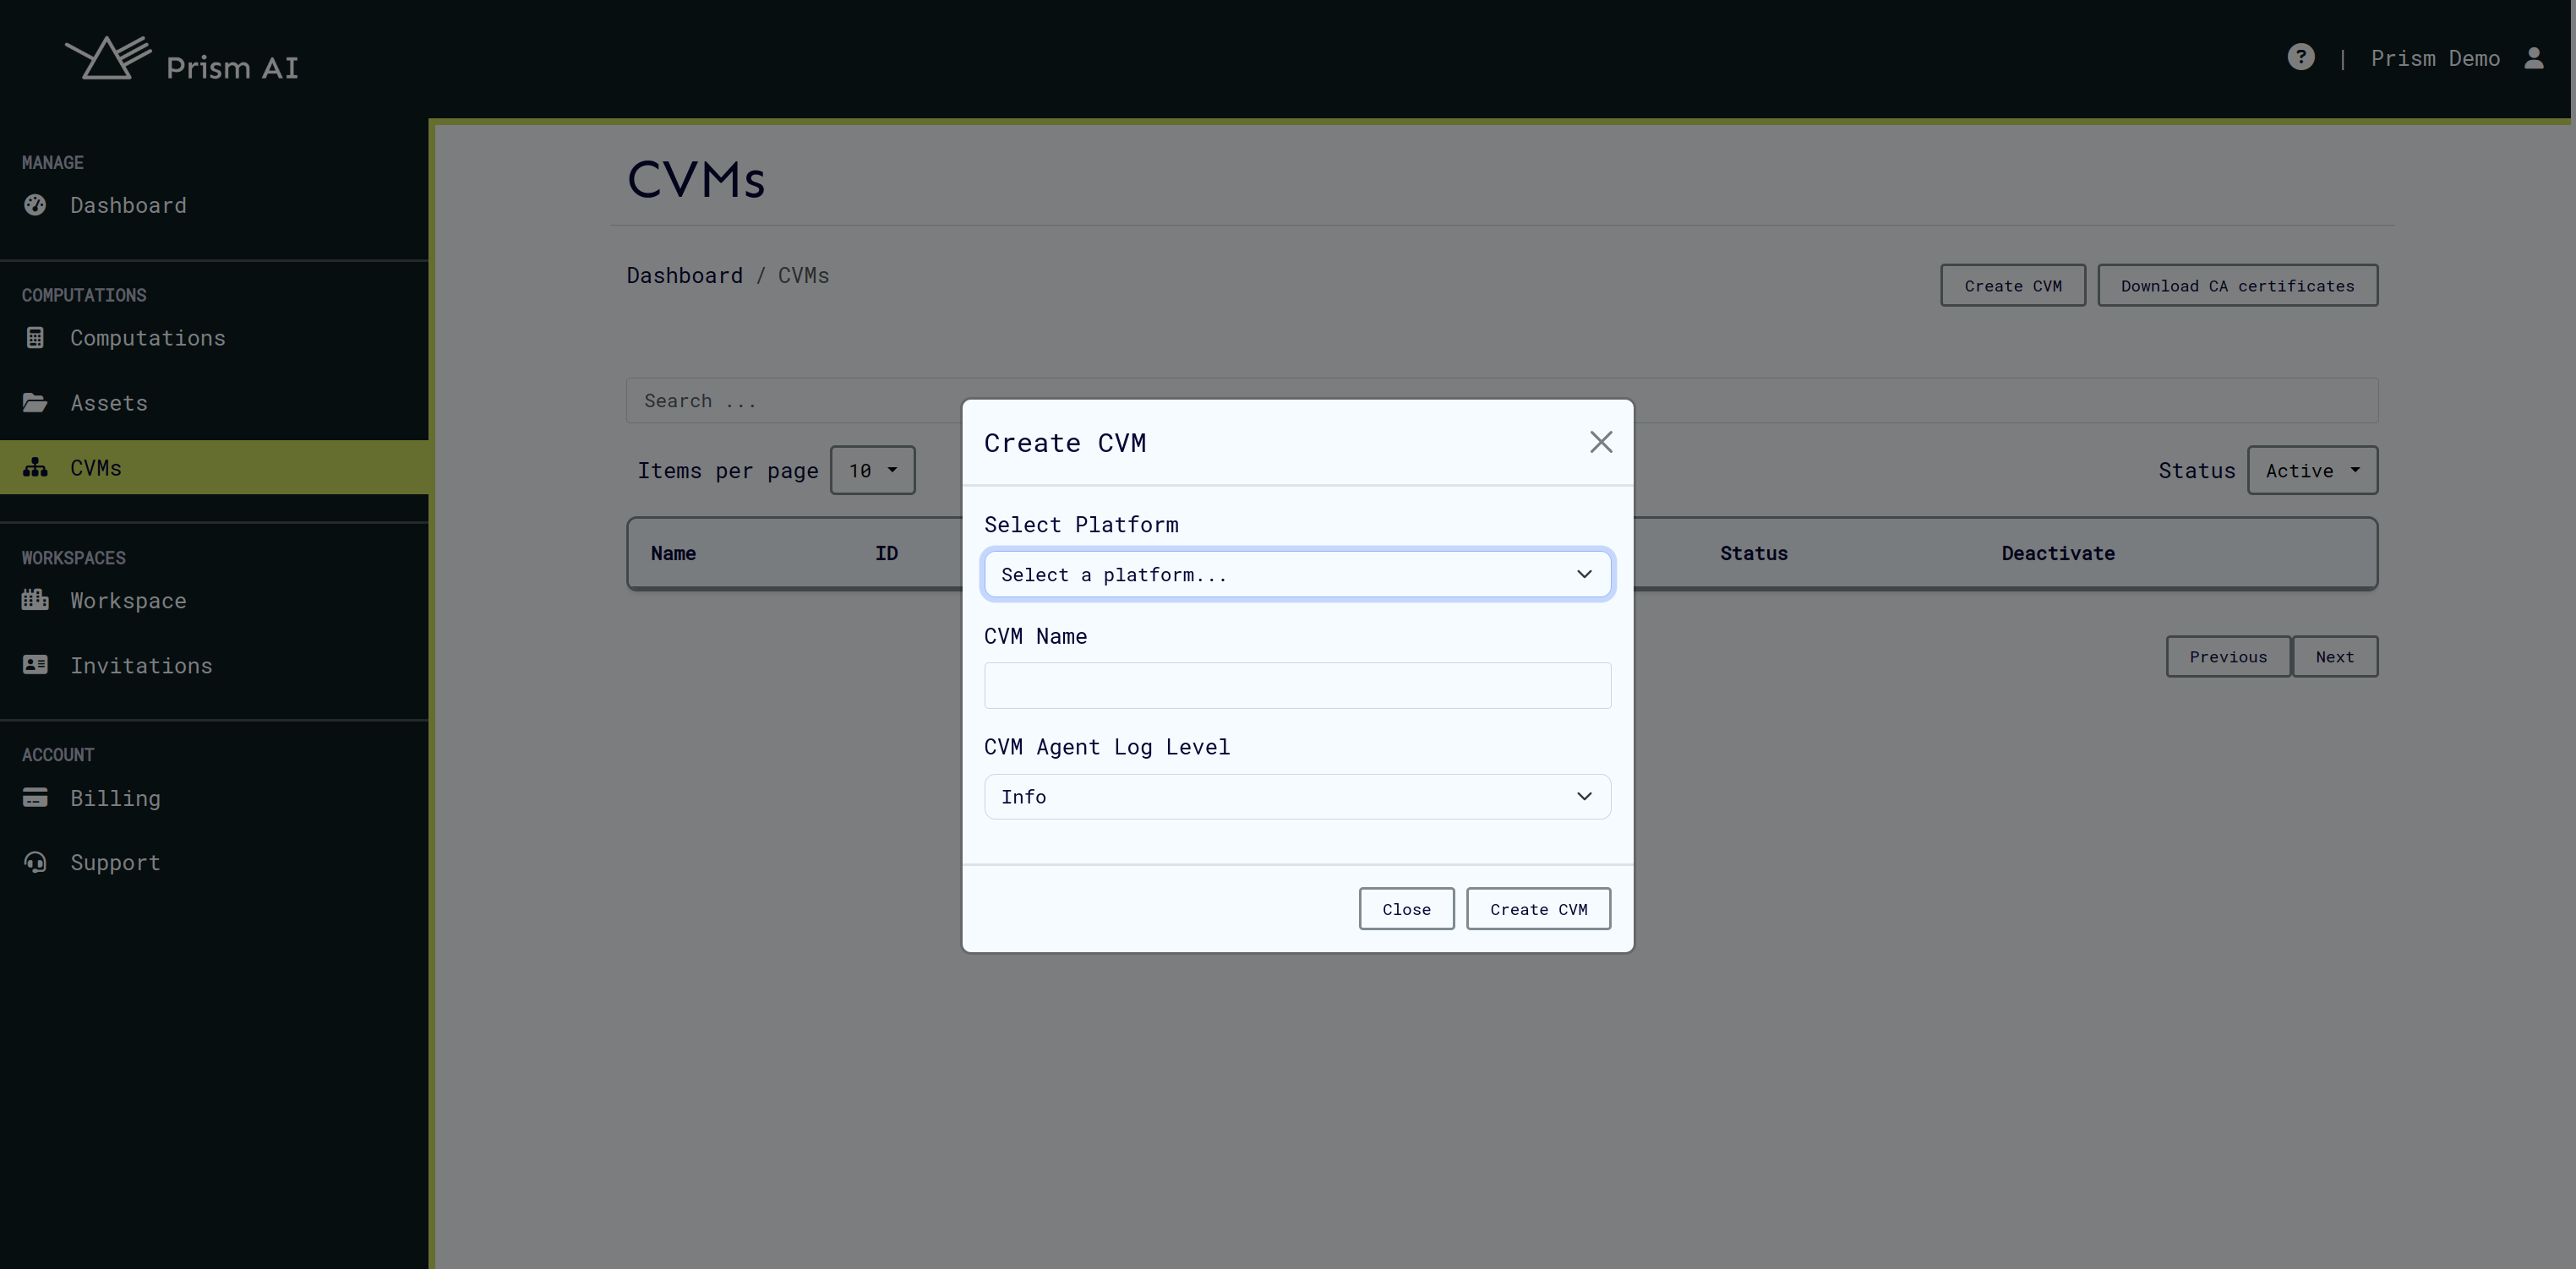 Prism AI
? | Prism Demo
MANAGE
Dashboard
COMPUTATIONS
Computations
Assets
CVMs
WORKSPACES
Workspace
Invitations
ACCOUNT
Billing
Support
CVMs
Dashboard / CVMs
Create CVM
Download CA certificates
Search ...
Items per page 10
Status Active
Name ID Status Deactivate
Previous Next
Create CVM
Select Platform
Select a platform...
CVM Name
CVM Agent Log Level
Info
Close Create CVM